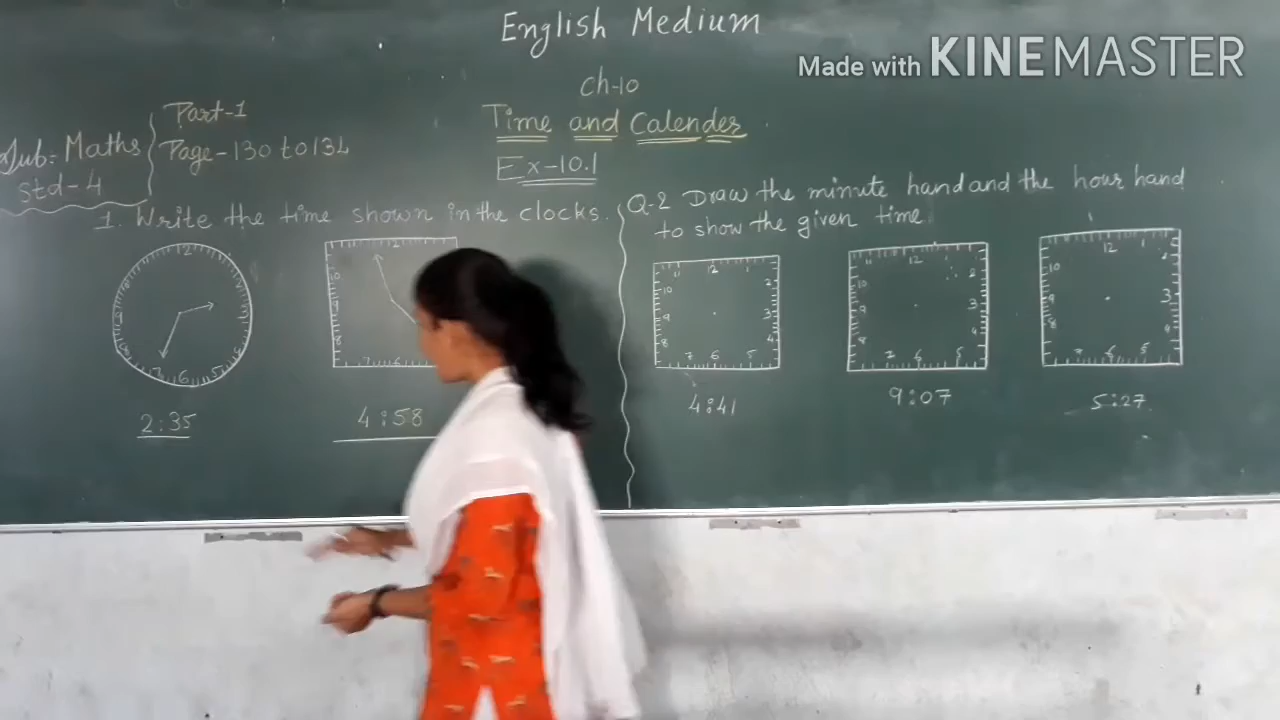 English Medium
Made with KINEMASTER
Ch-10
Time and Calender
Ex-10.1
Part-1
Page-130 to 134
Sub: Maths
Std-4
1. Write the time shown in the clocks.
2:35
4:58
Q-2 Draw the minute hand and the hour hand
to show the given time
4:41
9:07
5:27